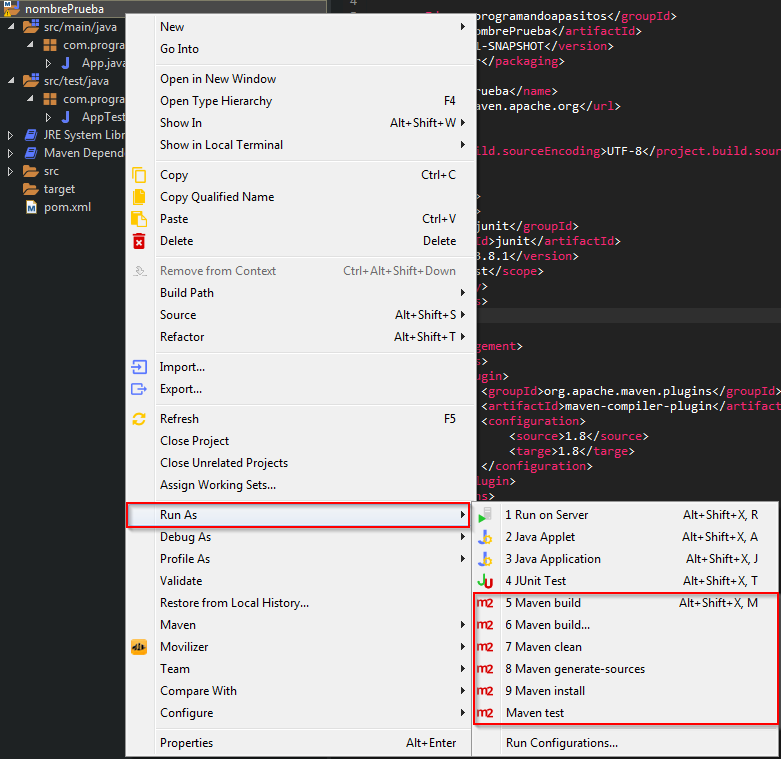 nombrePrueba
src/main/java
com.progra
App.java
src/test/java
com.progra
AppTest
JRE System Libr
Maven Depend
src
target
pom.xml
New
Go Into
Open in New Window
Open Type Hierarchy F4
Show In Alt+Shift+W
Show in Local Terminal
Copy Ctrl+C
Copy Qualified Name
Paste Ctrl+V
Delete Delete
Remove from Context Ctrl+Alt+Shift+Down
Build Path
Source Alt+Shift+S
Refactor Alt+Shift+T
Import...
Export...
Refresh F5
Close Project
Close Unrelated Projects
Assign Working Sets...
Run As
Debug As
Profile As
Validate
Restore from Local History...
Maven
Movilizer
Team
Compare With
Configure
Properties Alt+Enter
1 Run on Server Alt+Shift+X, R
2 Java Applet Alt+Shift+X, A
3 Java Application Alt+Shift+X, J
4 JUnit Test Alt+Shift+X, T
5 Maven build Alt+Shift+X, M
6 Maven build...
7 Maven clean
8 Maven generate-sources
9 Maven install
Maven test
Run Configurations...
4
programandoapasitos</groupId>
ombrePrueba</artifactId>
1-SNAPSHOT</version>
r</packaging>
rueba</name>
aven.apache.org</url>
ild.sourceEncoding>UTF-8</project.build.sour
>
>
junit</groupId>
Id>junit</artifactId>
3.8.1</version>
st</scope>
y>
s>
gement>
s>
ugin>
<groupId>org.apache.maven.plugins</groupId>
<artifactId>maven-compiler-plugin</artifact
<configuration>
<source>1.8</source>
<targe>1.8</targe>
</configuration>
lugin>
ns>